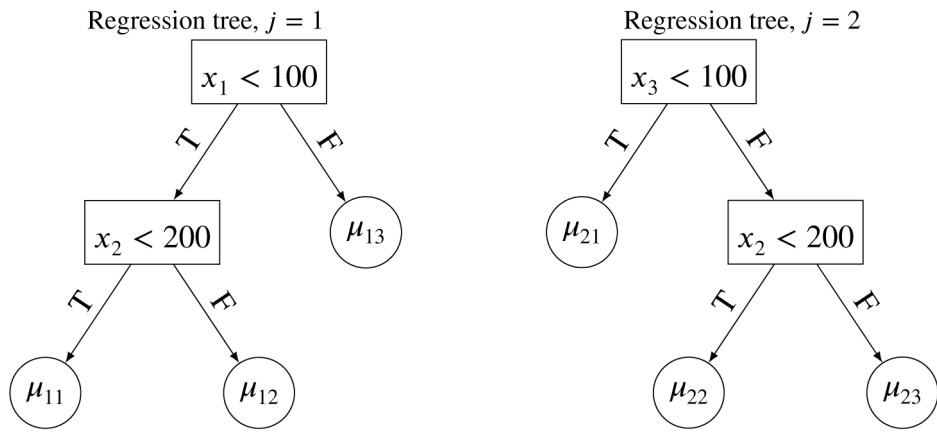 Regression tree, j = 1
x₁ < 100
T
F
x₂ < 200
μ₁₃
T
F
μ₁₁
μ₁₂
Regression tree, j = 2
x₃ < 100
T
F
μ₂₁
x₂ < 200
T
F
μ₂₂
μ₂₃